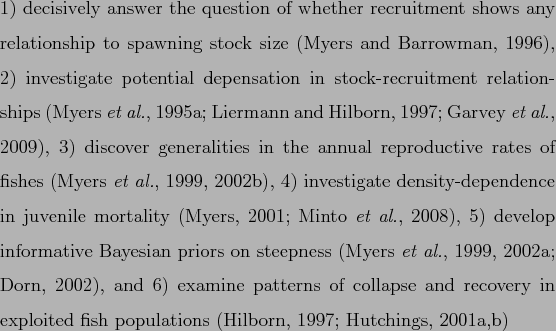 1) decisively answer the question of whether recruitment shows any
relationship to spawning stock size (Myers and Barrowman, 1996),
2) investigate potential depensation in stock-recruitment relation-
ships (Myers et al., 1995a; Liermann and Hilborn, 1997; Garvey et al.,
2009), 3) discover generalities in the annual reproductive rates of
fishes (Myers et al., 1999, 2002b), 4) investigate density-dependence
in juvenile mortality (Myers, 2001; Minto et al., 2008), 5) develop
informative Bayesian priors on steepness (Myers et al., 1999, 2002a;
Dorn, 2002), and 6) examine patterns of collapse and recovery in
exploited fish populations (Hilborn, 1997; Hutchings, 2001a,b)